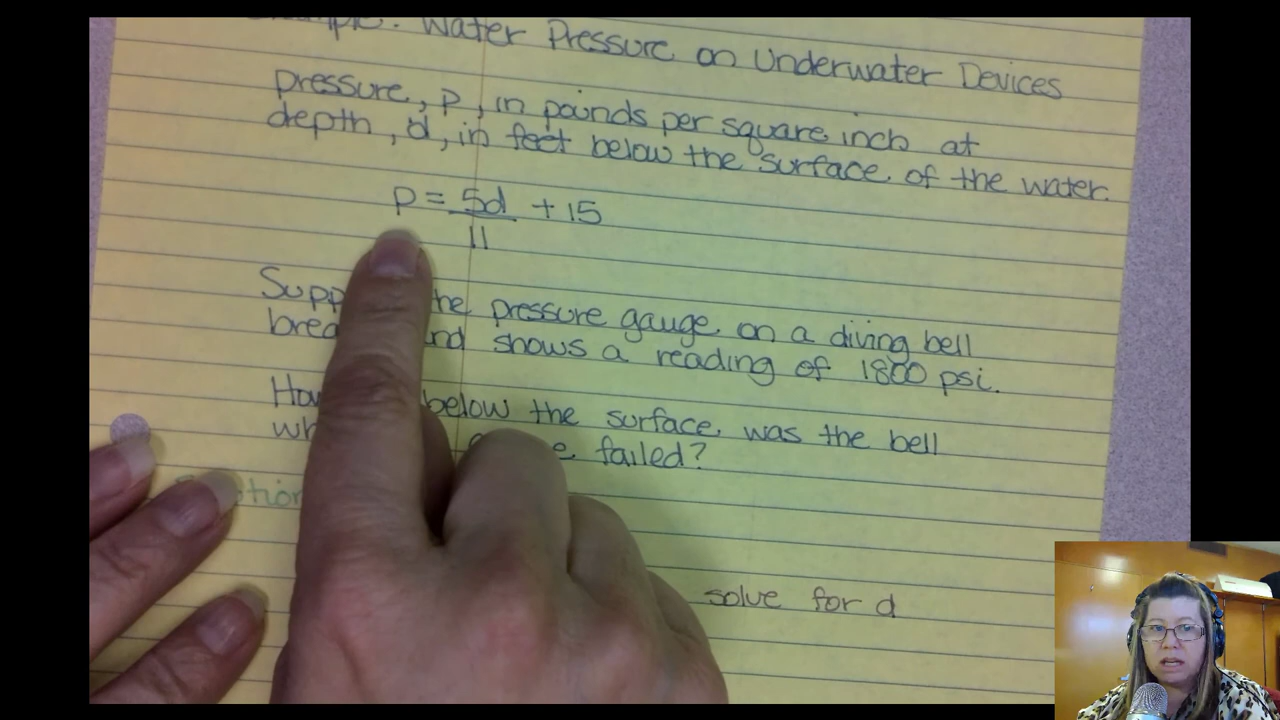 Water Pressure on Underwater Devices
pressure, p, in pounds per square inch at
depth, d, in feet below the surface of the water.
p = 5d/11 + 15
the pressure gauge on a diving bell
and shows a reading of 1800 psi.
below the surface was the bell
failed?
solve for d